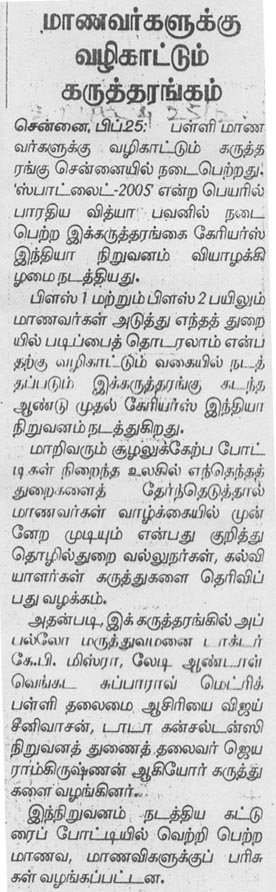 மாணவர்களுக்கு
வழிகாட்டும்
கருத்தரங்கம்
சென்னை, பிப்.25: பள்ளி மாண
வர்களுக்கு வழிகாட்டும் கருத்த
ரங்கு சென்னையில் நடைபெற்றது.
'ஸ்பாட்லைட்-2005' என்ற பெயரில்
பாரதிய வித்யா பவனில் நடை
பெற்ற இக்கருத்தரங்கை கேரியர்ஸ்
இந்தியா நிறுவனம் வியாழக்கி
ழமை நடத்தியது.
பிளஸ் 1 மற்றும் பிளஸ் 2 பயிலும்
மாணவர்கள் அடுத்து எந்தத் துறை
யில் படிப்பைத் தொடரலாம் என்ப
தற்கு வழிகாட்டும் வகையில் நடத்
தப்படும் இக்கருத்தரங்கு கடந்த
ஆண்டு முதல் கேரியர்ஸ் இந்தியா
நிறுவனம் நடத்துகிறது.
மாறிவரும் சூழலுக்கேற்ப போட்
டிகள் நிறைந்த உலகில் எந்தெந்தத்
துறைகளைத் தேர்ந்தெடுத்தால்
மாணவர்கள் வாழ்க்கையில் முன்
னேற முடியும் என்பது குறித்து
தொழில்துறை வல்லுநர்கள், கல்வி
யாளர்கள் கருத்துகளை தெரிவிப்
பது வழக்கம்.
அதன்படி, இக் கருத்தரங்கில் அப்
பல்லோ மருத்துவமனை டாக்டர்
கே.பி. மிஸ்ரா, லேடி ஆண்டாள்
வெங்கட சுப்பாராவ் மெட்ரிக்
பள்ளி தலைமை ஆசிரியை விஜய்
சீனிவாசன், டாடா கன்சல்டன்ஸி
நிறுவனத் துணைத் தலைவர் ஜெய
ராம்கிருஷ்ணன் ஆகியோர் கருத்து
களை வழங்கினர்.
இந்நிறுவனம் நடத்திய கட்டு
ரைப் போட்டியில் வெற்றி பெற்ற
மாணவ, மாணவிகளுக்குப் பரிசு
கள் வழங்கப்பட்டன.